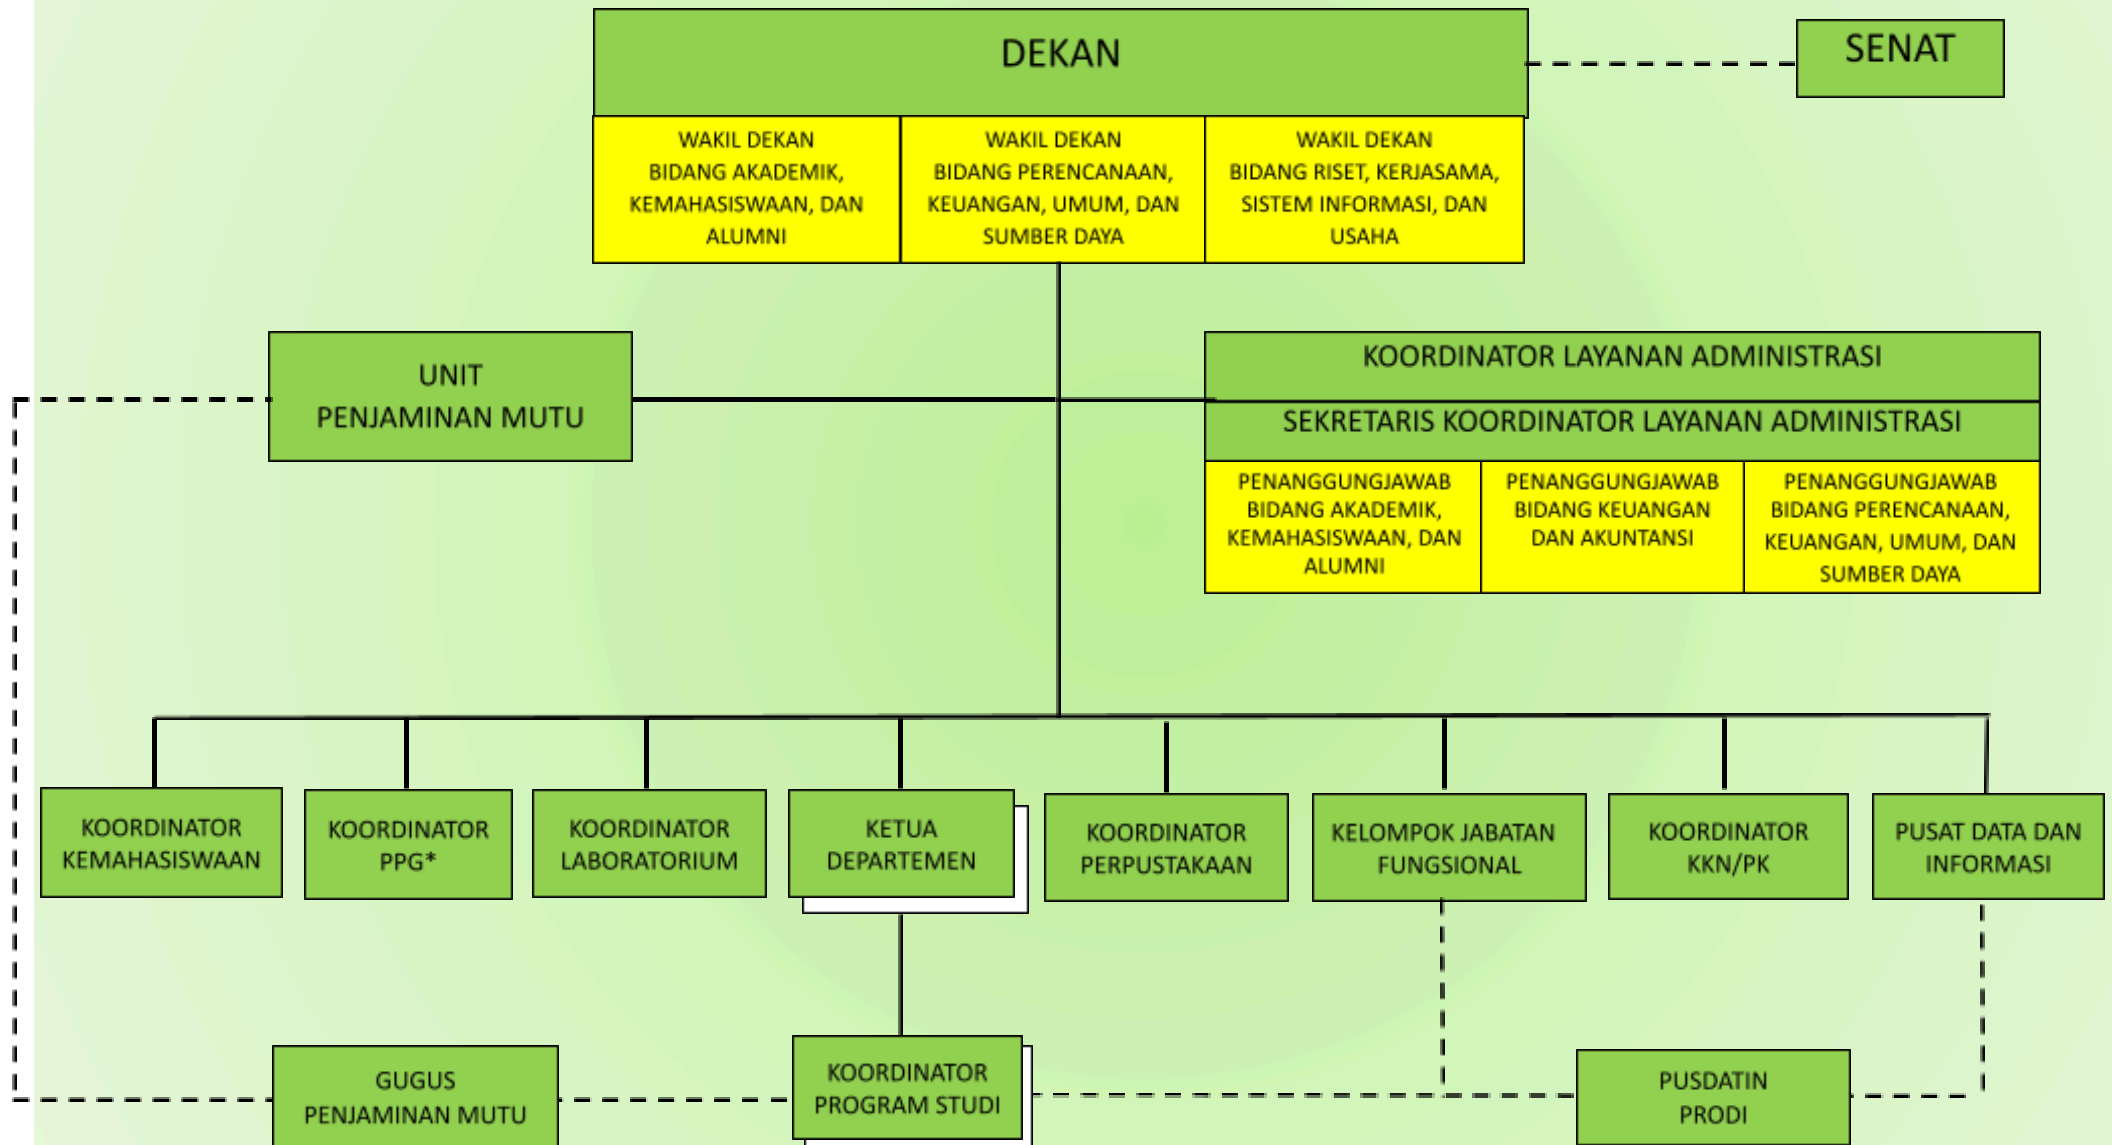 DEKAN
SENAT
WAKIL DEKAN
BIDANG AKADEMIK,
KEMAHASISWAAN, DAN
ALUMNI
WAKIL DEKAN
BIDANG PERENCANAAN,
KEUANGAN, UMUM, DAN
SUMBER DAYA
WAKIL DEKAN
BIDANG RISET, KERJASAMA,
SISTEM INFORMASI, DAN
USAHA
UNIT
PENJAMINAN MUTU
KOORDINATOR LAYANAN ADMINISTRASI
SEKRETARIS KOORDINATOR LAYANAN ADMINISTRASI
PENANGGUNGJAWAB
BIDANG AKADEMIK,
KEMAHASISWAAN, DAN
ALUMNI
PENANGGUNGJAWAB
BIDANG KEUANGAN
DAN AKUNTANSI
PENANGGUNGJAWAB
BIDANG PERENCANAAN,
KEUANGAN, UMUM, DAN
SUMBER DAYA
KOORDINATOR
KEMAHASISWAAN
KOORDINATOR
PPG*
KOORDINATOR
LABORATORIUM
KETUA
DEPARTEMEN
KOORDINATOR
PERPUSTAKAAN
KELOMPOK JABATAN
FUNGSIONAL
KOORDINATOR
KKN/PK
PUSAT DATA DAN
INFORMASI
GUGUS
PENJAMINAN MUTU
KOORDINATOR
PROGRAM STUDI
PUSDATIN
PRODI